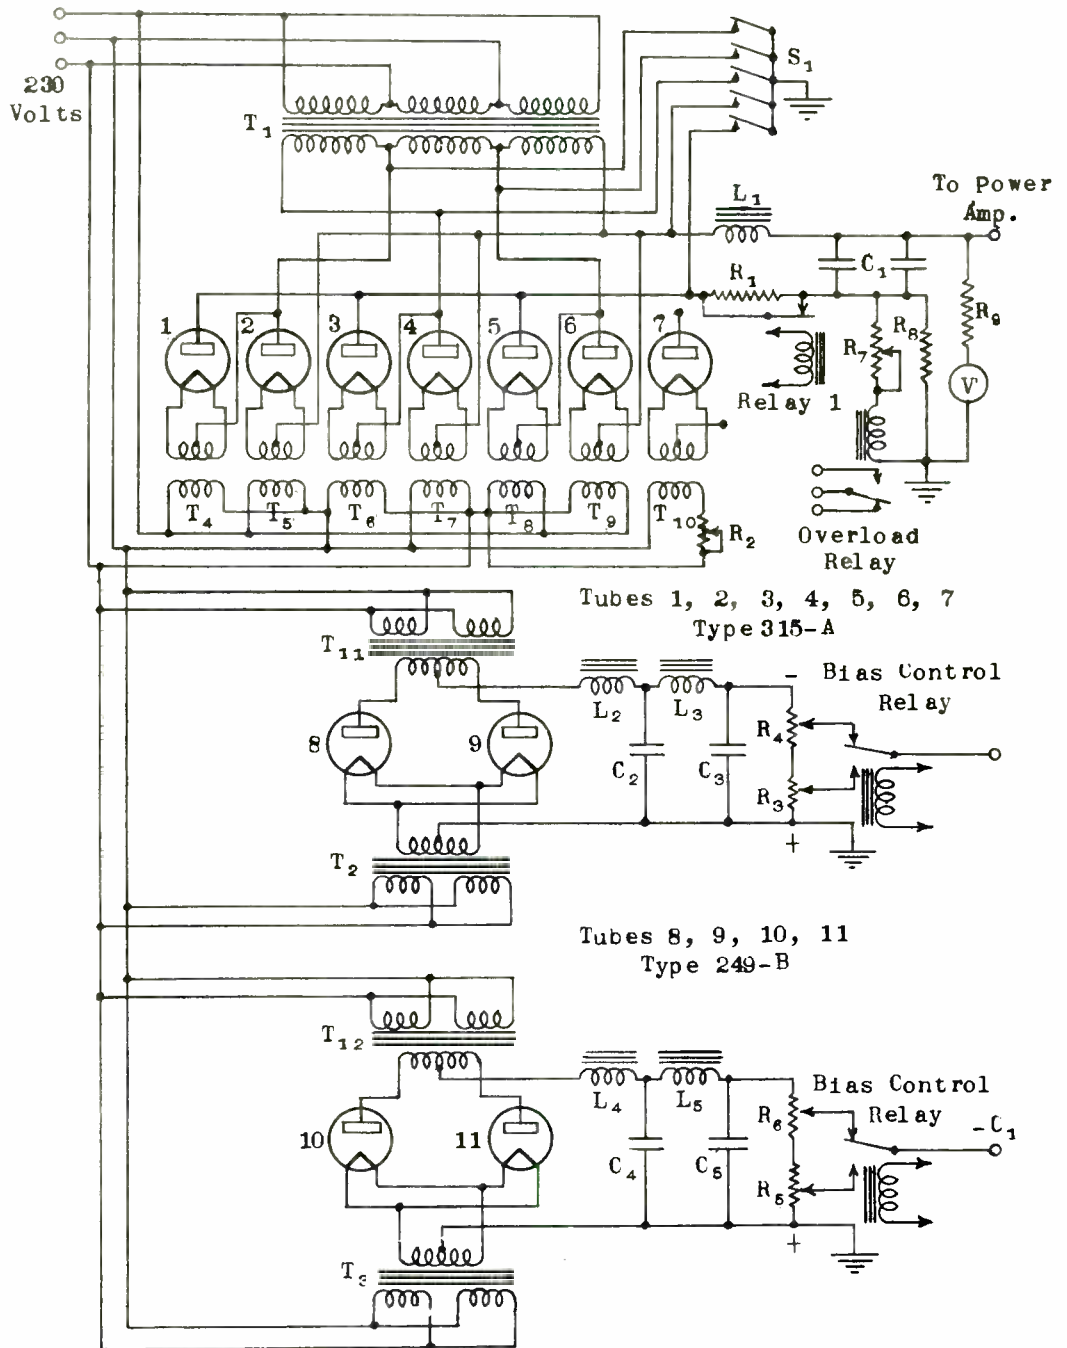 230
Volts
T1
S1
To Power
Amp.
L1
R1
C1
R9
R8
R7
V
1 2 3 4 5 6 7
Relay 1
T4 T5 T6 T7 T8 T9 T10
R2
Overload
Relay
Tubes 1, 2, 3, 4, 5, 6, 7
Type 315-A
T11
8
9
L2
L3
-
Bias Control
Relay
R4
C2
C3
R3
+
T2
Tubes 8, 9, 10, 11
Type 249-B
T12
10
11
L4
L5
Bias Control
Relay
-C1
R6
C4
C5
R5
+
T3